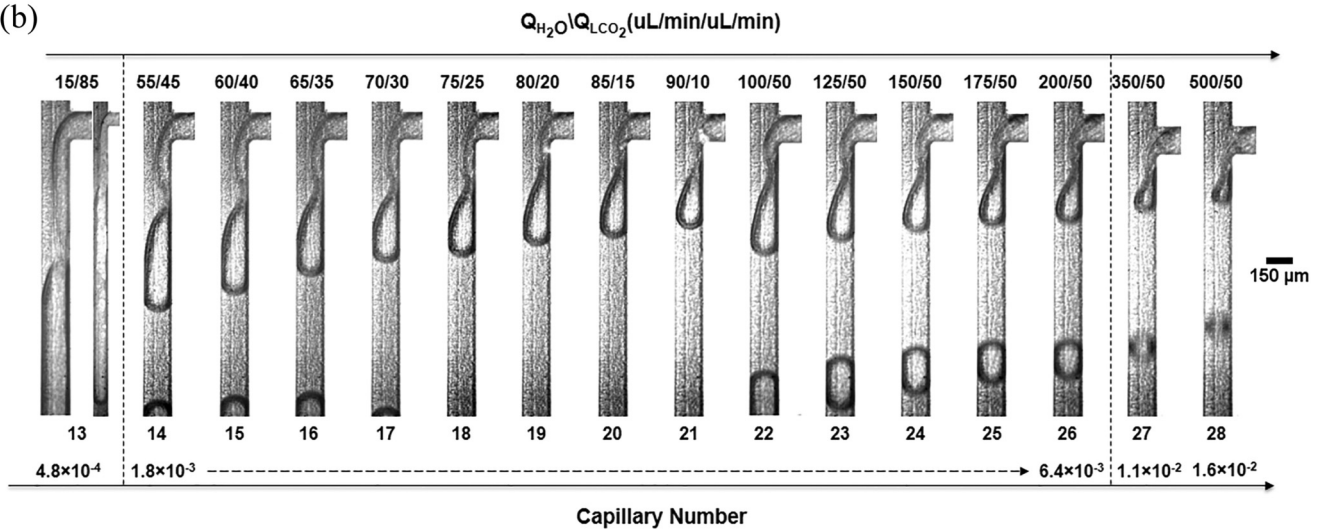 (b)
Q_H₂O\Q_LCO₂(uL/min/uL/min)
15/85 55/45 60/40 65/35 70/30 75/25 80/20 85/15 90/10 100/50 125/50 150/50 175/50 200/50 350/50 500/50
150 µm
13 14 15 16 17 18 19 20 21 22 23 24 25 26 27 28
4.8×10⁻⁴ 1.8×10⁻³ 6.4×10⁻³ 1.1×10⁻² 1.6×10⁻²
Capillary Number